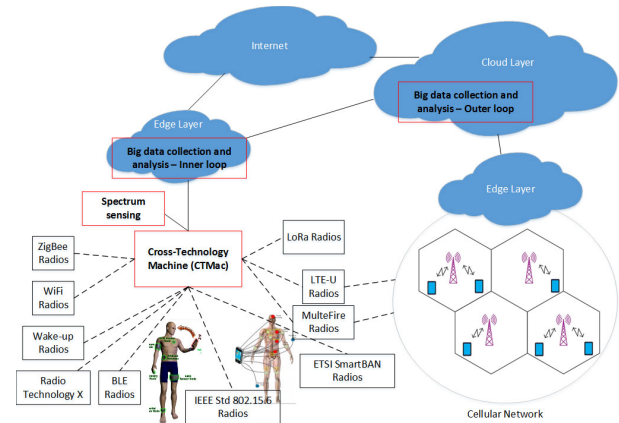 Internet
Cloud Layer
Big data collection and
analysis – Outer loop
Edge Layer
Big data collection and
analysis – Inner loop
Edge Layer
Spectrum
sensing
Cross-Technology
Machine (CTMac)
LoRa Radios
ZigBee
Radios
WiFi
Radios
LTE-U
Radios
MulteFire
Radios
Wake-up
Radios
ETSI SmartBAN
Radios
Radio
Technology X
BLE
Radios
IEEE Std 802.15.6
Radios
Cellular Network